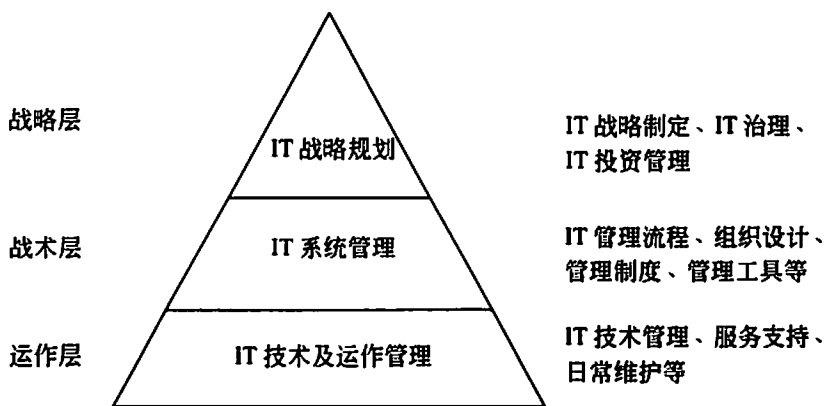 战略层
IT 战略规划
IT 战略制定、IT 治理、
IT 投资管理
战术层
IT 系统管理
IT 管理流程、组织设计、
管理制度、管理工具等
运作层
IT 技术及运作管理
IT 技术管理、服务支持、
日常维护等